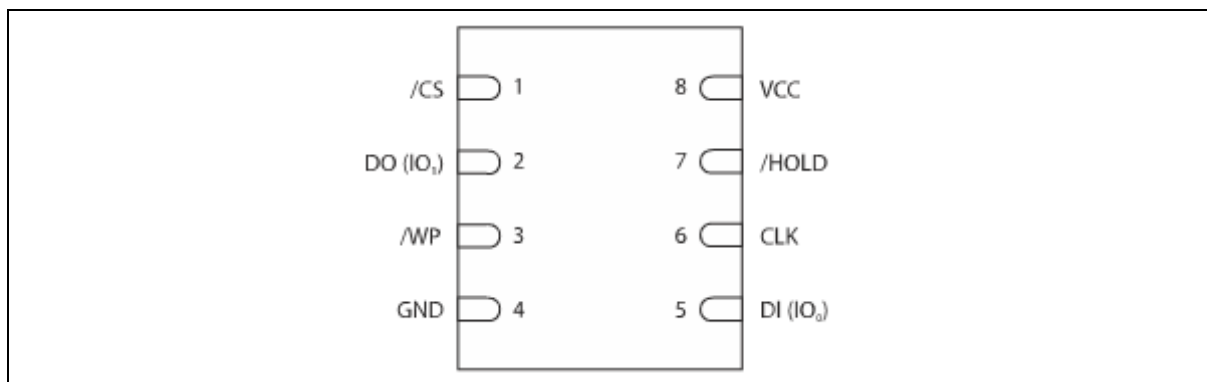 /CS 1 8 VCC
DO (IO₁) 2 7 /HOLD
/WP 3 6 CLK
GND 4 5 DI (IO₀)